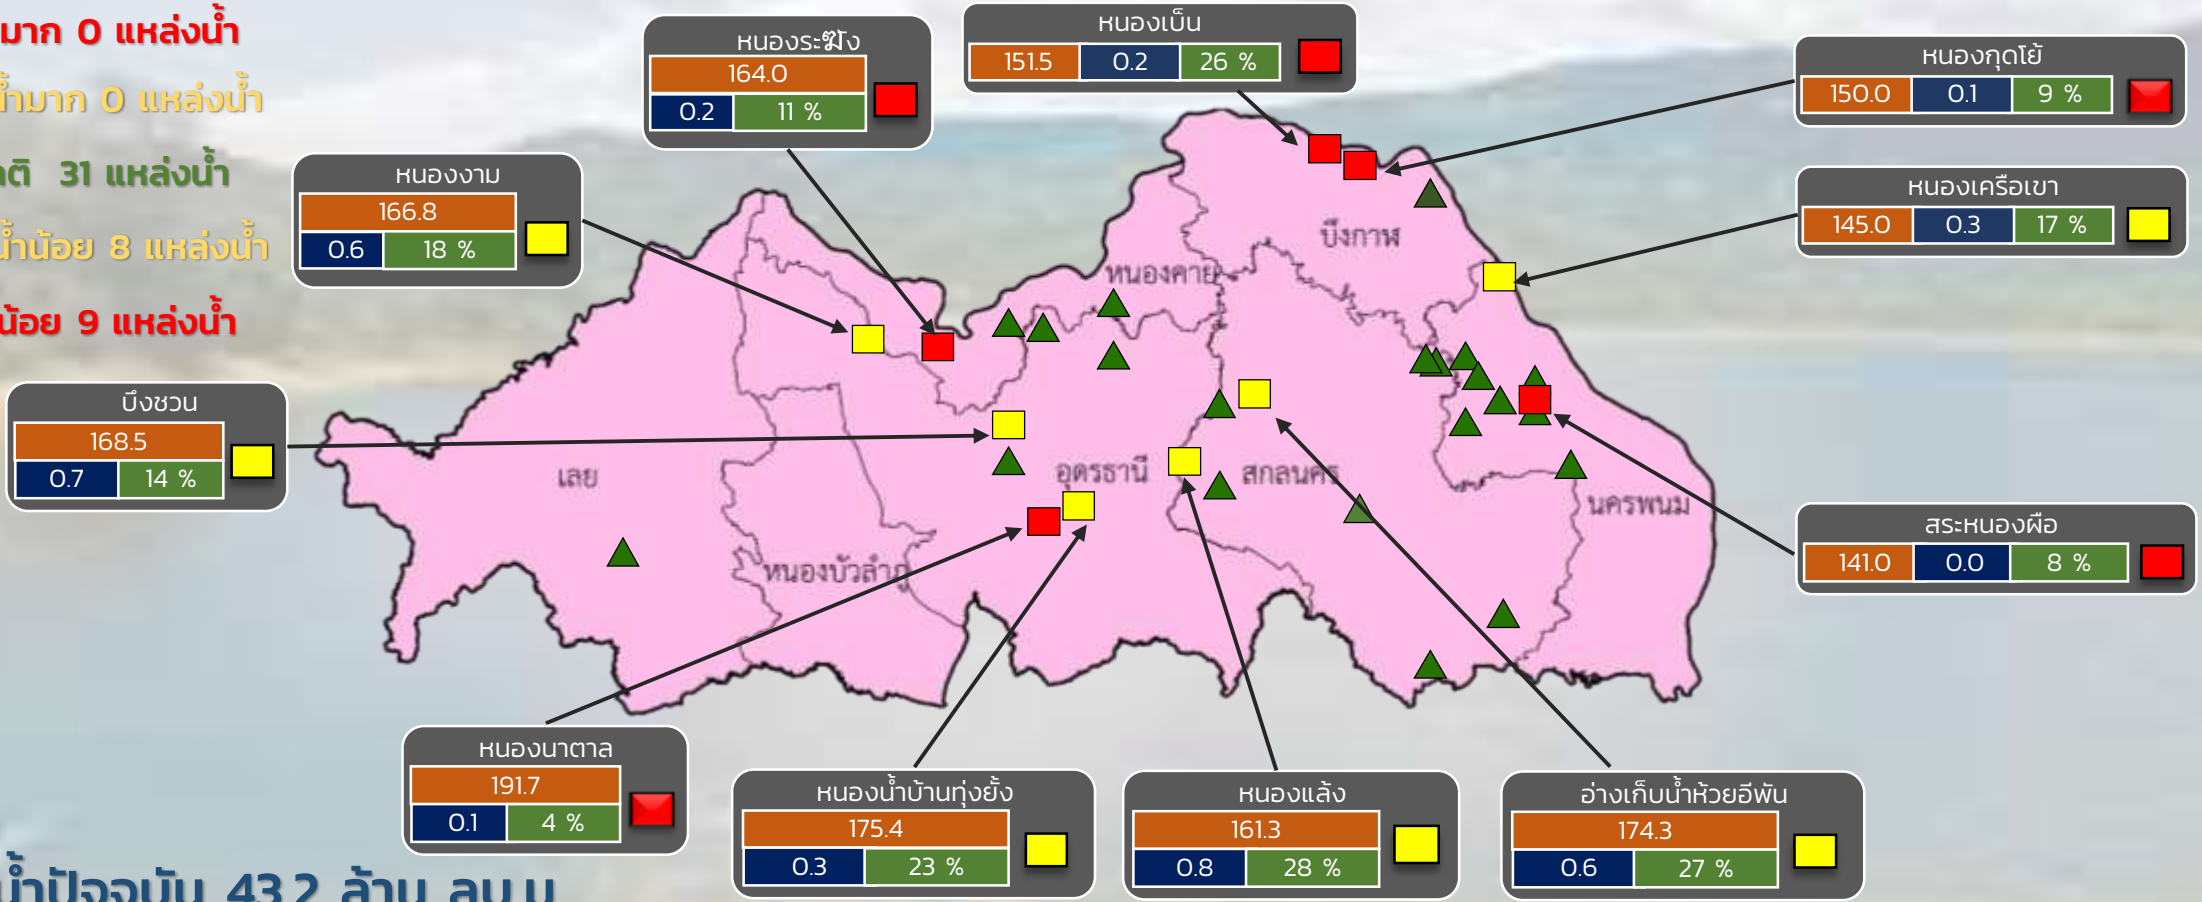 มาก 0 แหล่งน้ำ
น้ำมาก 0 แหล่งน้ำ
31 แหล่งน้ำ
น้ำน้อย 8 แหล่งน้ำ
น้อย 9 แหล่งน้ำ
หนองระฆัง
164.0
0.2 11 %
หนองเบ็น
151.5 0.2 26 %
หนองกุดโย้
150.0 0.1 9 %
หนองงาม
166.8
0.6 18 %
หนองเครือเขา
145.0 0.3 17 %
บึงชวน
168.5
0.7 14 %
บึงกาฬ
หนองคาย
เลย
อุดรธานี
สกลนคร
นครพนม
หนองบัวลำภู
สระหนองผือ
141.0 0.0 8 %
หนองนาตาล
191.7
0.1 4 %
หนองน้ำบ้านทุ่งยั้ง
175.4
0.3 23 %
หนองแล้ง
161.3
0.8 28 %
อ่างเก็บน้ำห้วยอีพัน
174.3
0.6 27 %
น้ำปัจจุบัน 43.2 ล้าน ลบ.ม